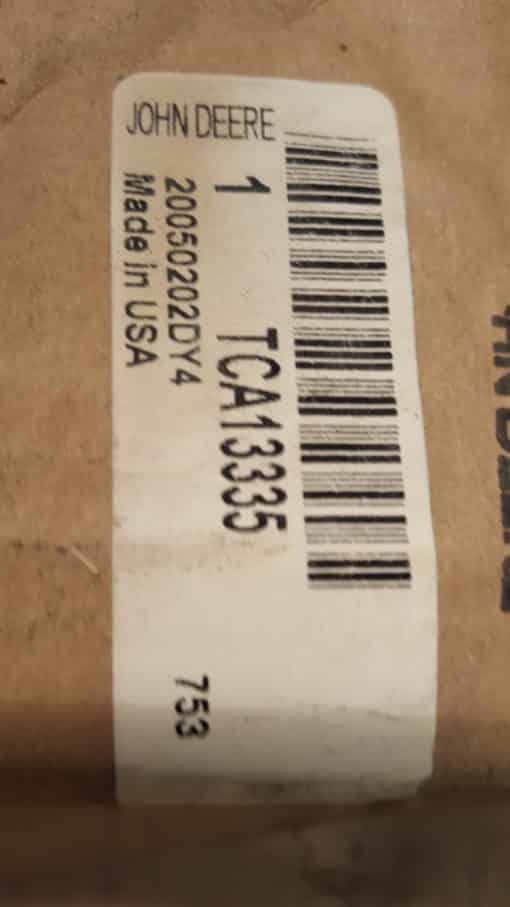 JOHN DEERE
1 TCA13335
20050202DY4
Made in USA
753